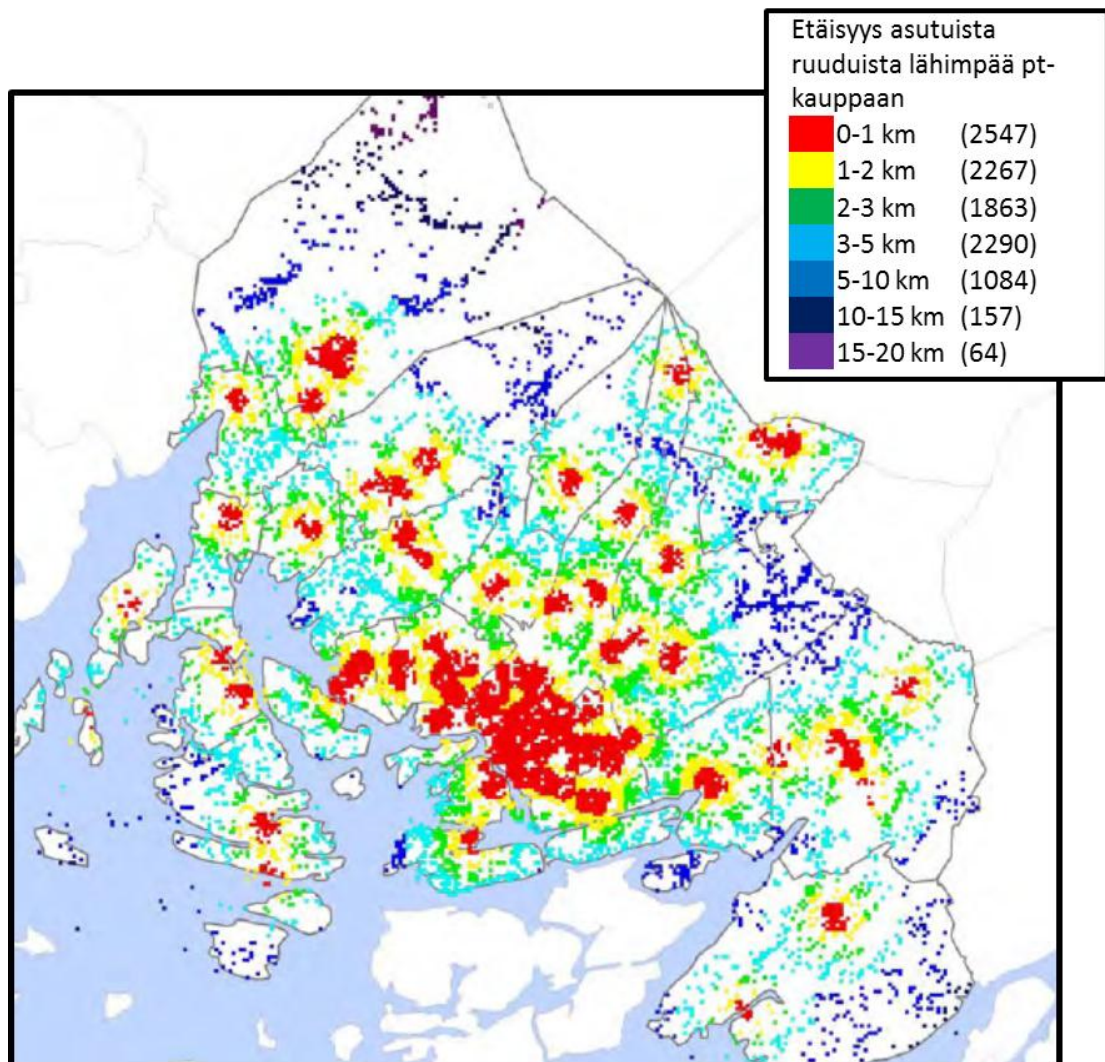 Etäisyys asutuista
ruuduista lähimpää pt-
kauppaan
0-1 km (2547)
1-2 km (2267)
2-3 km (1863)
3-5 km (2290)
5-10 km (1084)
10-15 km (157)
15-20 km (64)